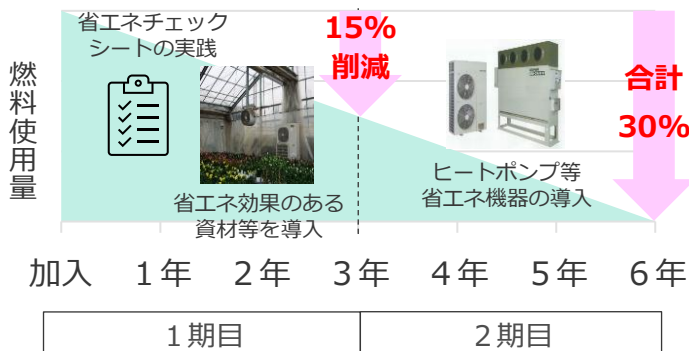 省エネチェック
シートの実践
15%
削減
合計
30%
燃料使用量
省エネ効果のある
資材等を導入
ヒートポンプ等
省エネ機器の導入
加入 1年 2年 3年 4年 5年 6年
1期目 2期目